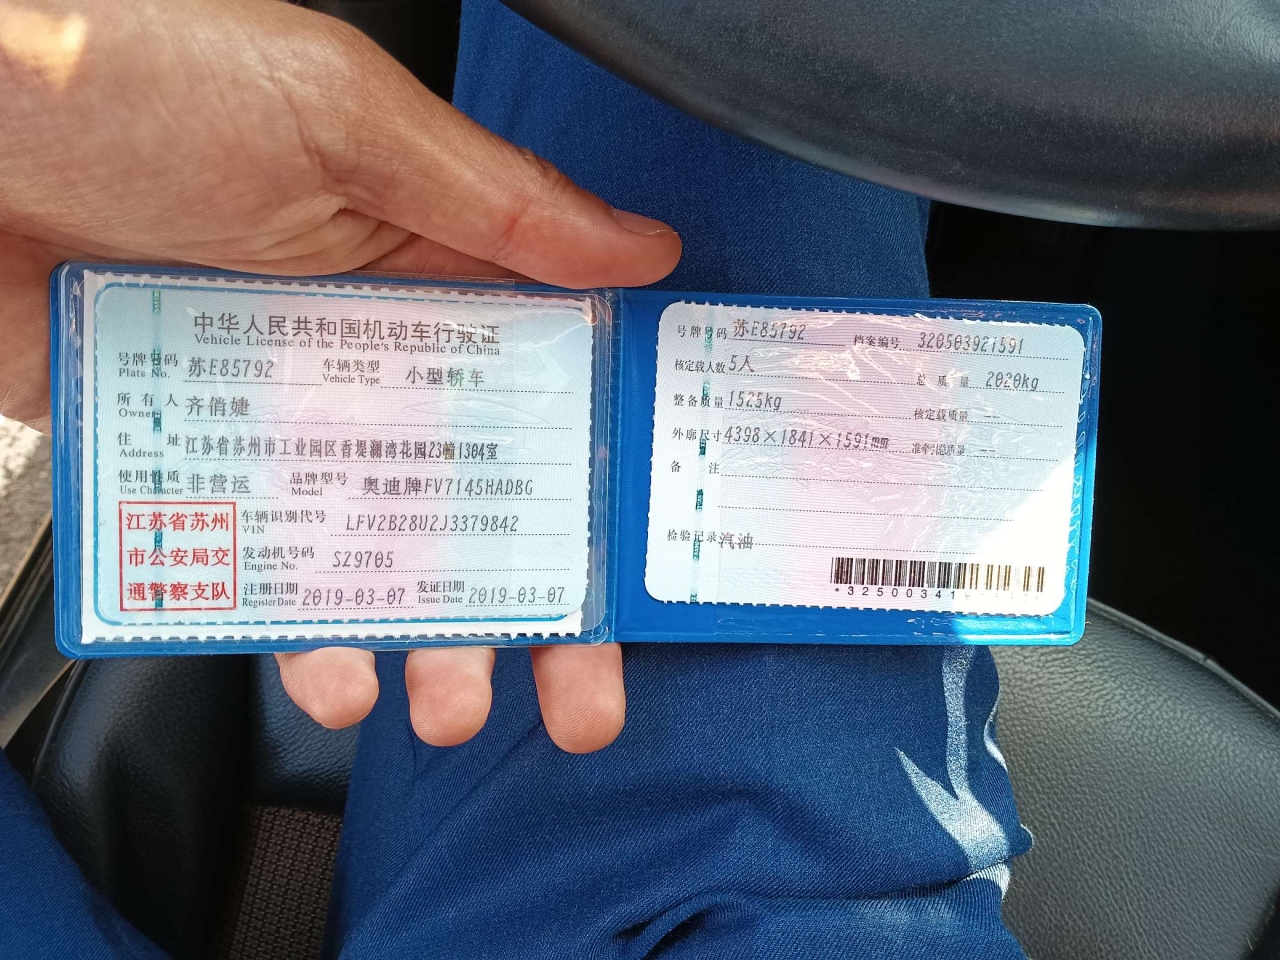 中华人民共和国机动车行驶证
Vehicle License of the People's Republic of China
号牌号码 苏E85792 车辆类型 小型轿车
Plate No. Vehicle Type
所有人 齐俏婕
Owner
住址 江苏省苏州市工业园区香堤澜湾花园23幢1304室
Address
使用性质 非营运 品牌型号 奥迪牌FV7145HADBG
Use Character Model
江苏省苏州
市公安局交
通警察支队
车辆识别代号 LFV2B28U2J3379842
VIN
发动机号码 SZ9705
Engine No.
注册日期 2019-03-07 发证日期 2019-03-07
Register Date Issue Date
号牌号码 苏E85792 档案编号 320503921591
核定载人数 5人 总质量 2020kg
整备质量 1525kg 核定载质量 --
外廓尺寸 4398×1841×1591mm 准牵引总质量 --
备注
检验记录 汽油
*32500341